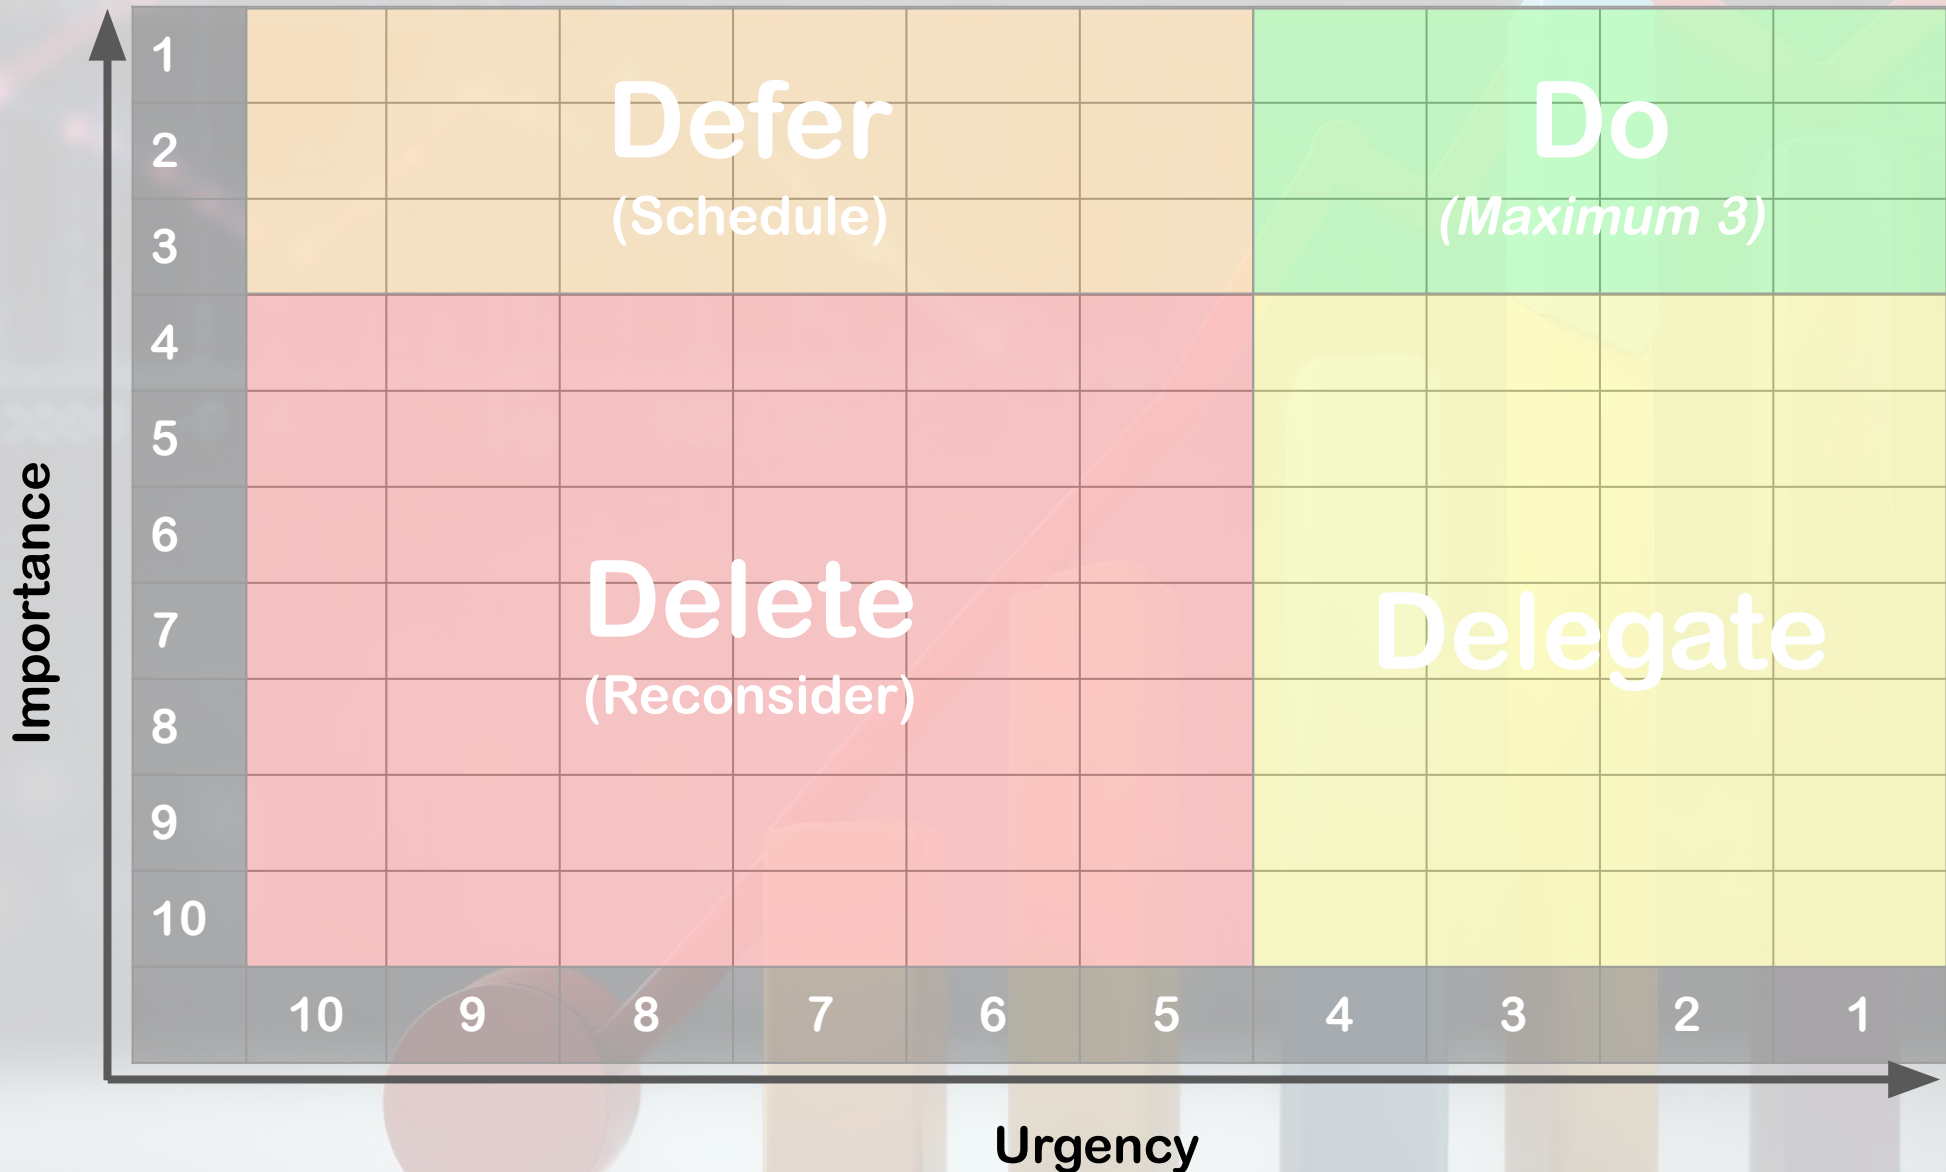 1
Defer
Do
2
(Schedule)
(Maximum 3)
3
4
5
6
Delete
Delegate
7
(Reconsider)
8
9
10
10 9 8 7 6 5 4 3 2 1
Importance
Urgency